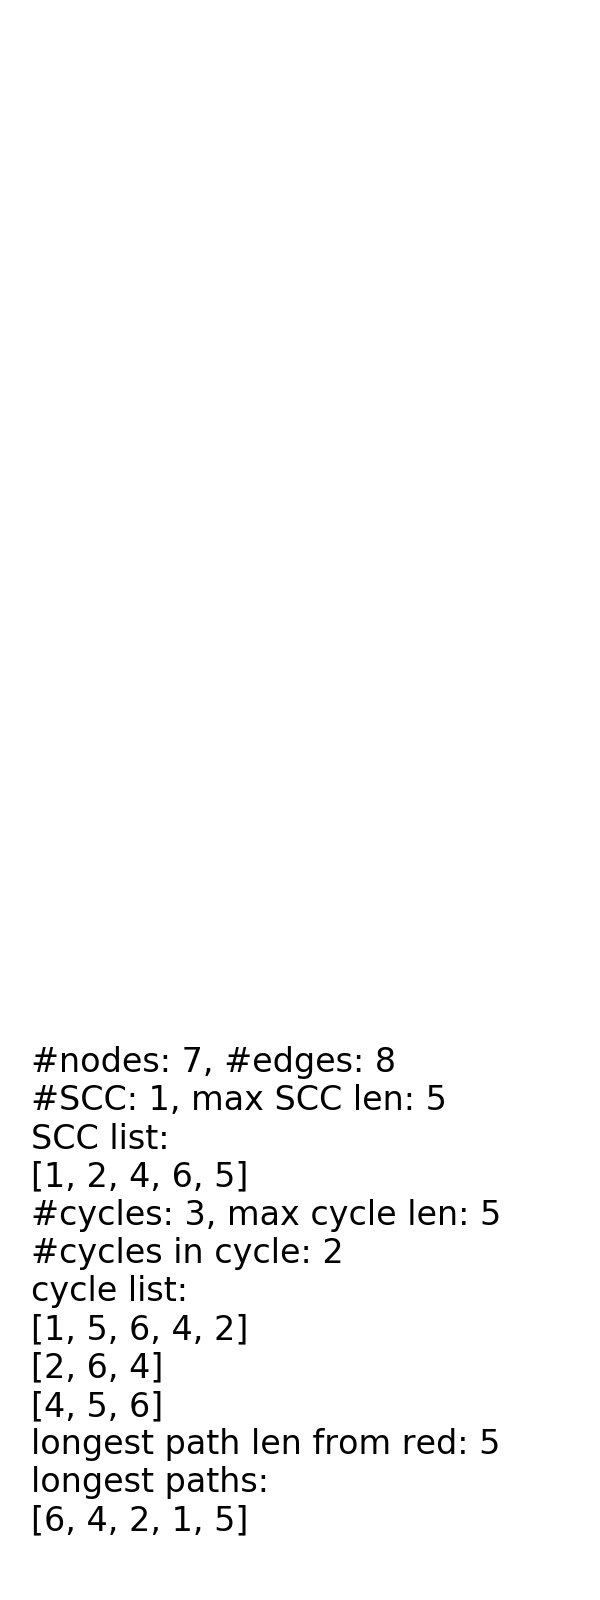 #nodes: 7, #edges: 8
#SCC: 1, max SCC len: 5
SCC list:
[1, 2, 4, 6, 5]
#cycles: 3, max cycle len: 5
#cycles in cycle: 2
cycle list:
[1, 5, 6, 4, 2]
[2, 6, 4]
[4, 5, 6]
longest path len from red: 5
longest paths:
[6, 4, 2, 1, 5]